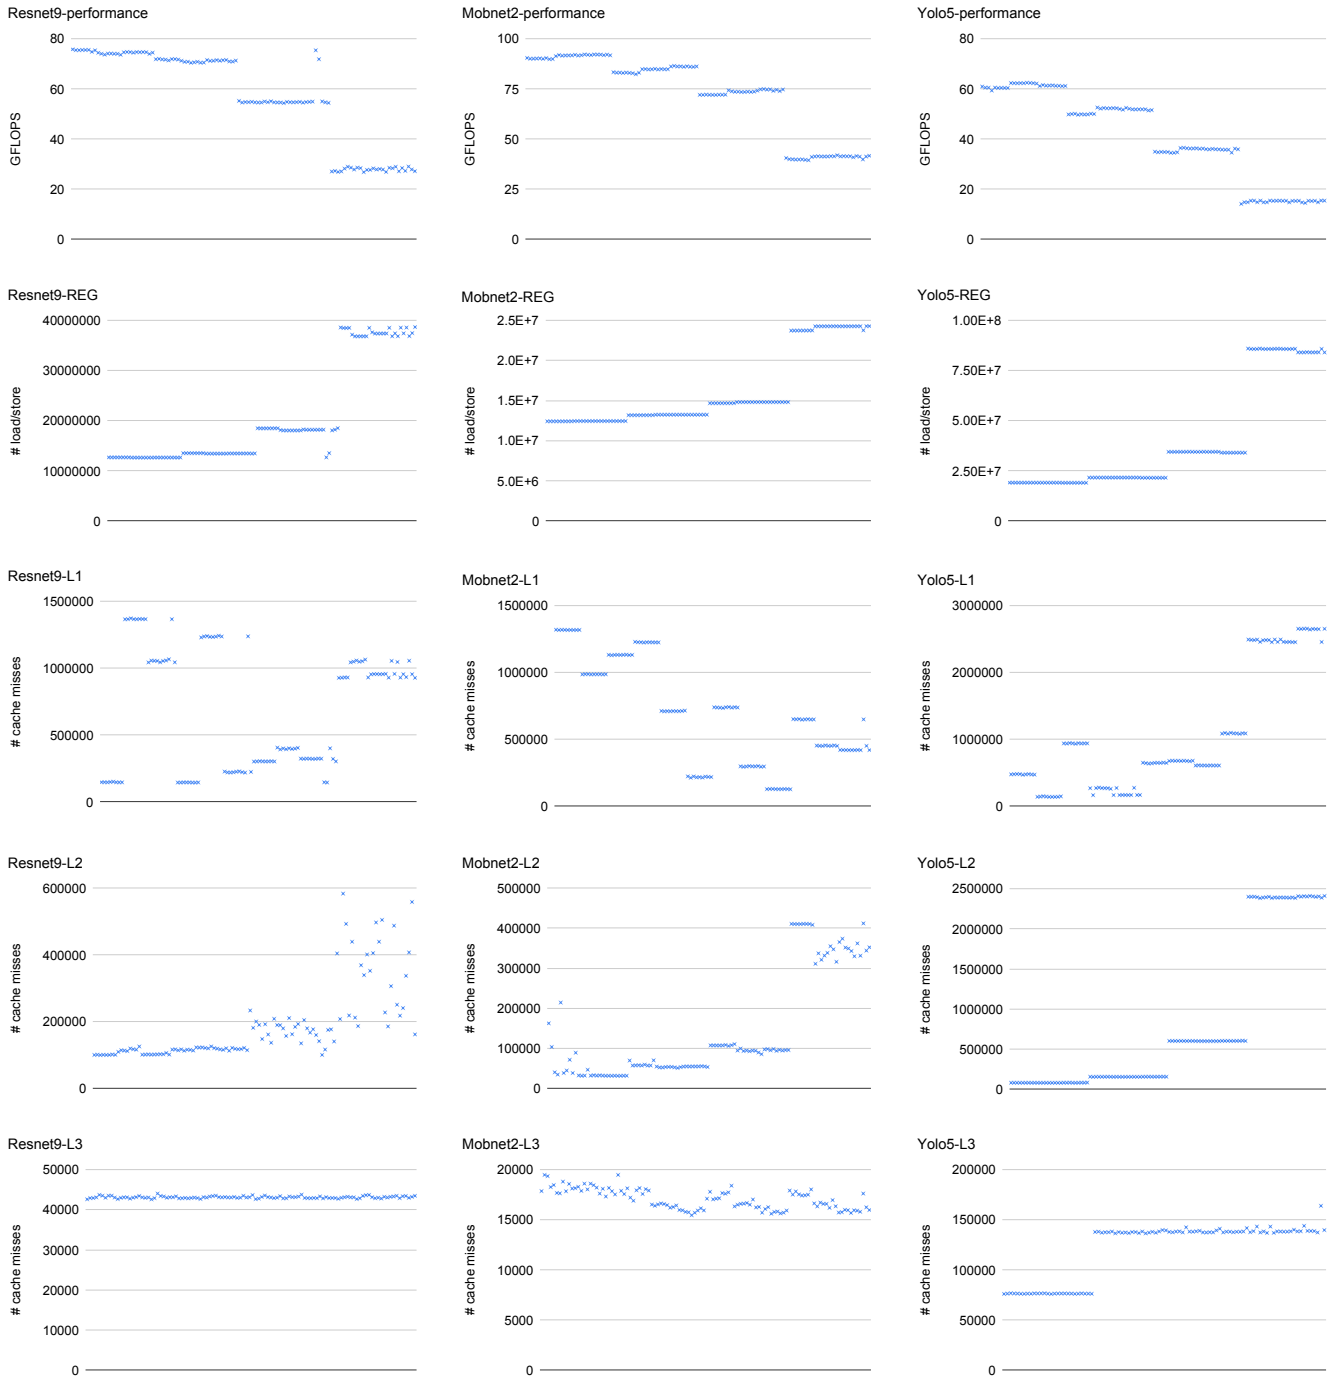 Resnet9-performance
80
60
40
20
0
GFLOPS
Mobnet2-performance
100
75
50
25
0
GFLOPS
Yolo5-performance
80
60
40
20
0
GFLOPS
Resnet9-REG
40000000
30000000
20000000
10000000
0
# load/store
Mobnet2-REG
2.5E+7
2.0E+7
1.5E+7
1.0E+7
5.0E+6
0
# load/store
Yolo5-REG
1.00E+8
7.50E+7
5.00E+7
2.50E+7
0
# load/store
Resnet9-L1
1500000
1000000
500000
0
# cache misses
Mobnet2-L1
1500000
1000000
500000
0
# cache misses
Yolo5-L1
3000000
2000000
1000000
0
# cache misses
Resnet9-L2
600000
400000
200000
0
# cache misses
Mobnet2-L2
500000
400000
300000
200000
100000
0
# cache misses
Yolo5-L2
2500000
2000000
1500000
1000000
500000
0
# cache misses
Resnet9-L3
50000
40000
30000
20000
10000
0
# cache misses
Mobnet2-L3
20000
15000
10000
5000
0
# cache misses
Yolo5-L3
200000
150000
100000
50000
0
# cache misses